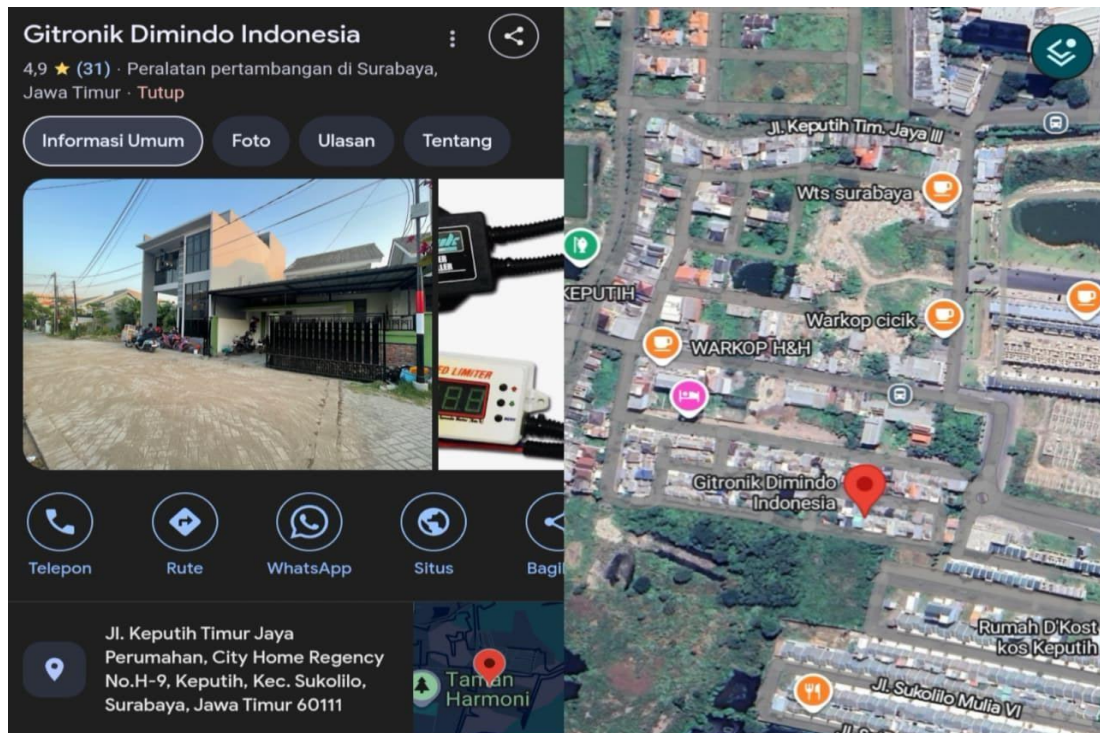 Gitronik Dimindo Indonesia
4,9 ★ (31) · Peralatan pertambangan di Surabaya,
Jawa Timur · Tutup
Informasi Umum
Foto
Ulasan
Tentang
LIMITER
Telepon
Rute
WhatsApp
Situs
Bagi
Jl. Keputih Timur Jaya
Perumahan, City Home Regency
No.H-9, Keputih, Kec. Sukolilo,
Surabaya, Jawa Timur 60111
Taman
Harmoni
Jl. Keputih Tim. Jaya III
Wts surabaya
KEPUTIH
Warkop cicik
WARKOP H&H
Gitronik Dimindo
Indonesia
Rumah D'Kost
kos Keputih
Jl. Sukolilo Mulia VI